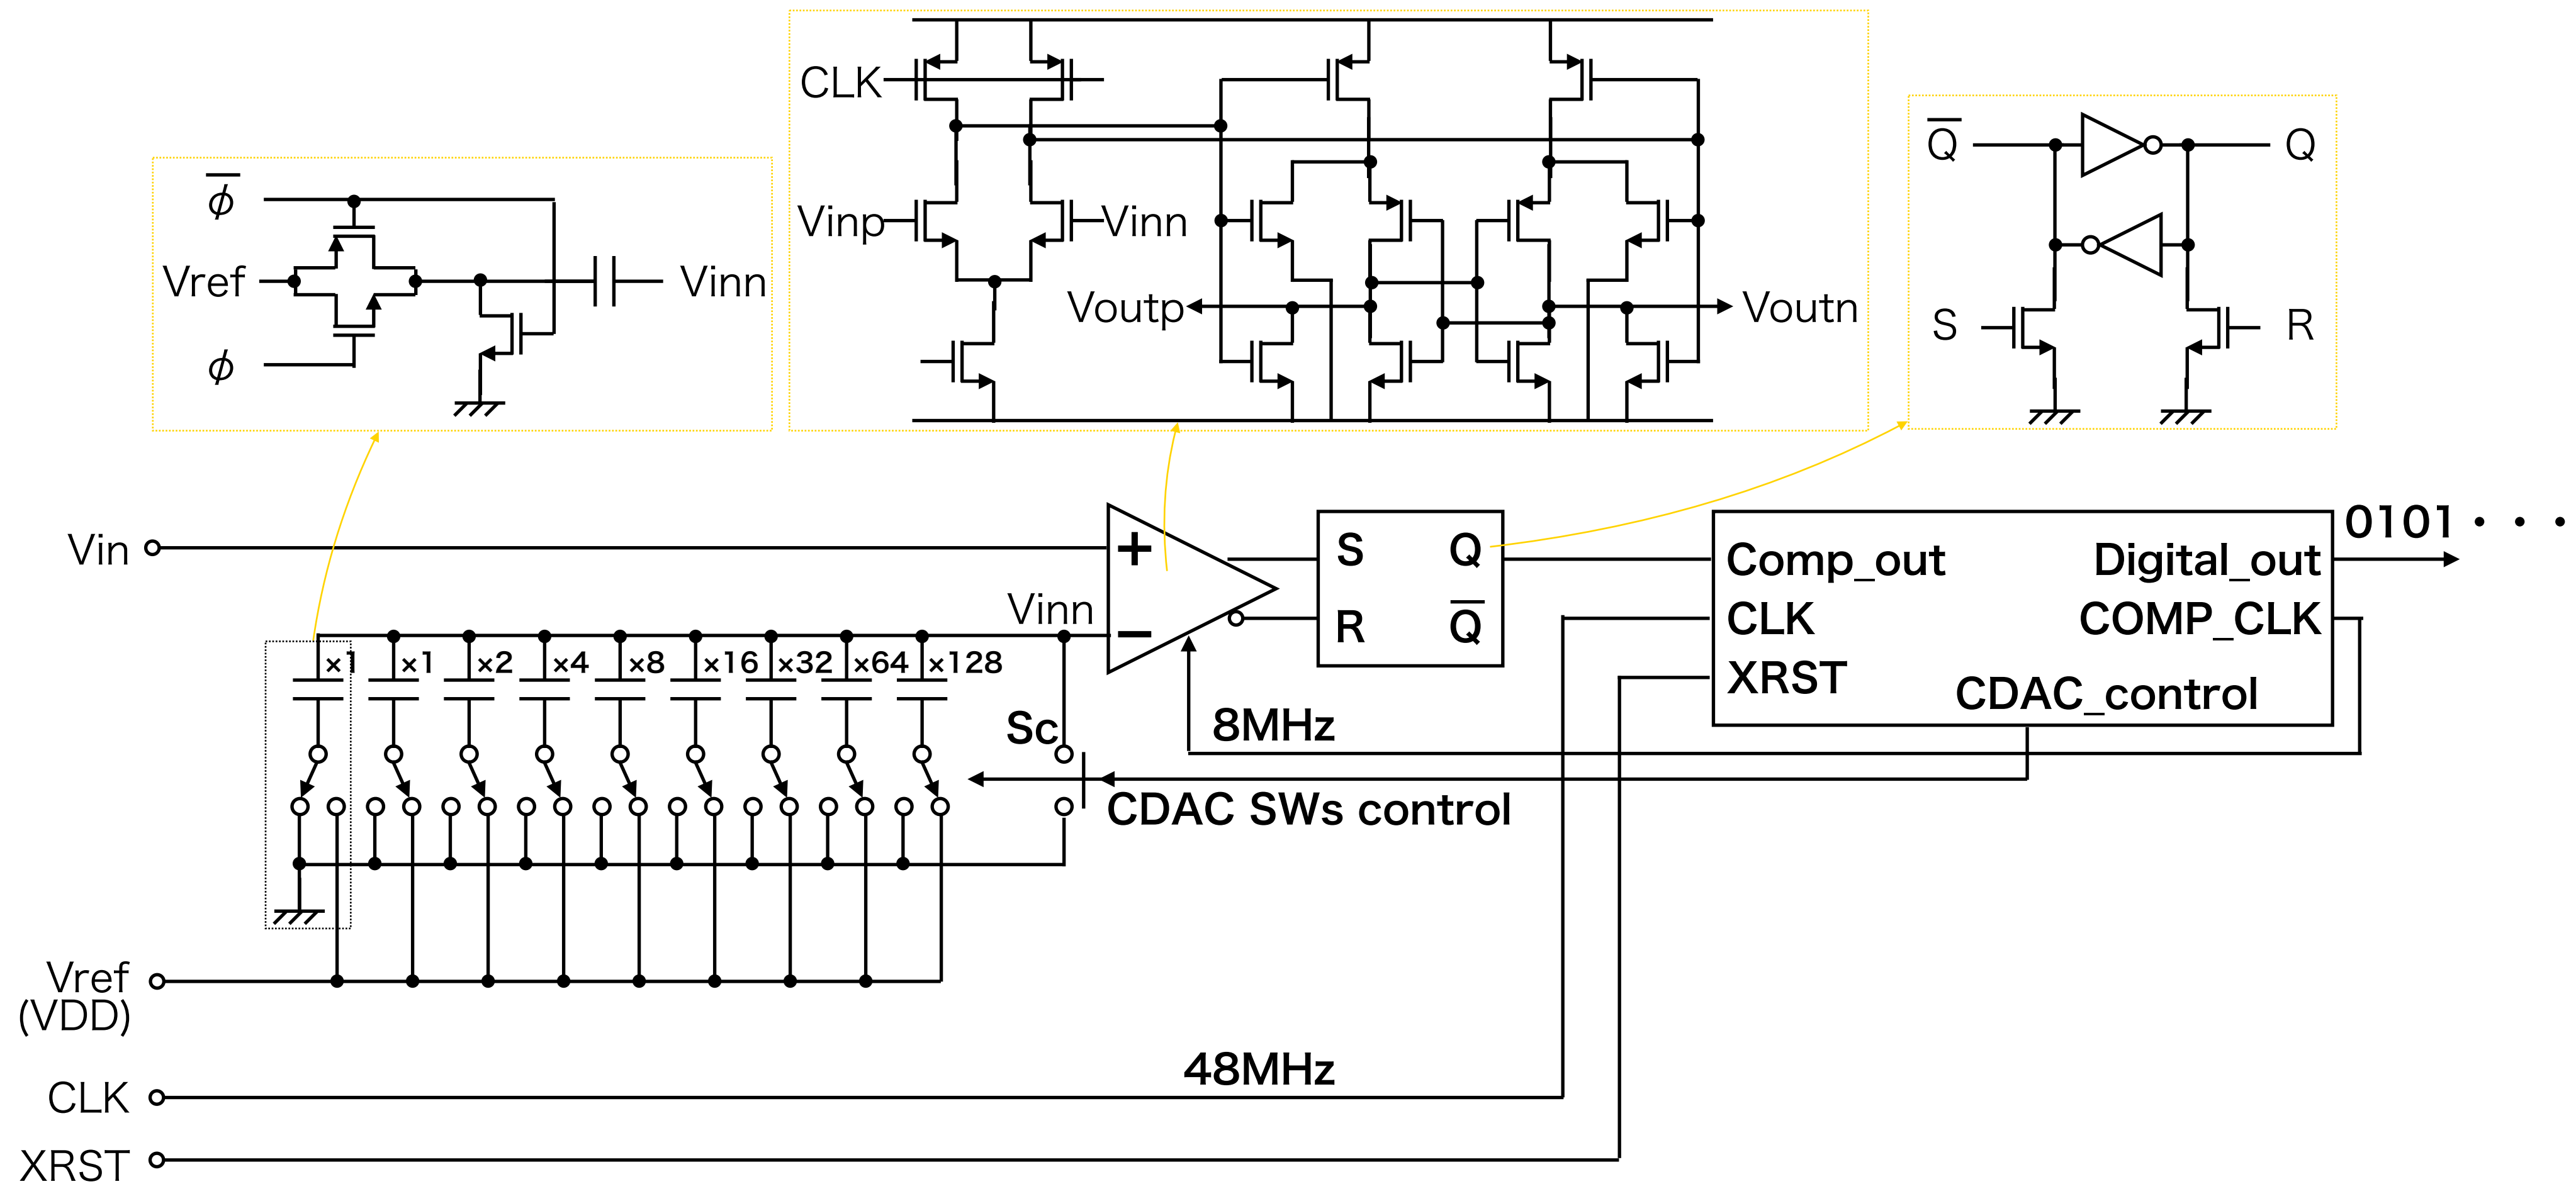 CLK
Vinp
Vinn
Voutp
Voutn
Q
Q
S
R
ϕ
Vref
Vinn
ϕ
Vin
Vinn
+
−
S
Q
R
Q
Comp_out
Digital_out
CLK
COMP_CLK
XRST
CDAC_control
0101・・・
×1
×1
×2
×4
×8
×16
×32
×64
×128
Sc
8MHz
CDAC SWs control
Vref
(VDD)
48MHz
CLK
XRST